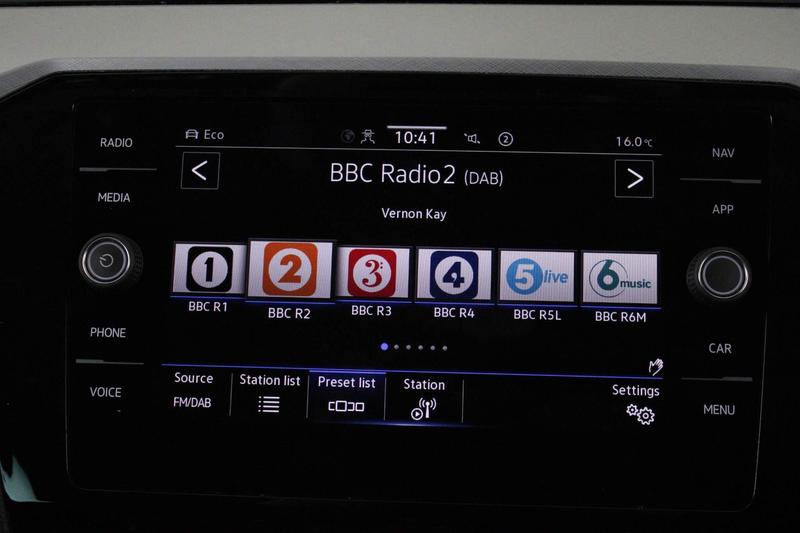 RADIO
MEDIA
PHONE
VOICE
Eco
10:41
2
16.0°C
< BBC Radio2 (DAB) >
Vernon Kay
1
2
3:
4
5 live
6 music
BBC R1
BBC R2
BBC R3
BBC R4
BBC R5L
BBC R6M
Source
FM/DAB
Station list
Preset list
Station
Settings
NAV
APP
CAR
MENU